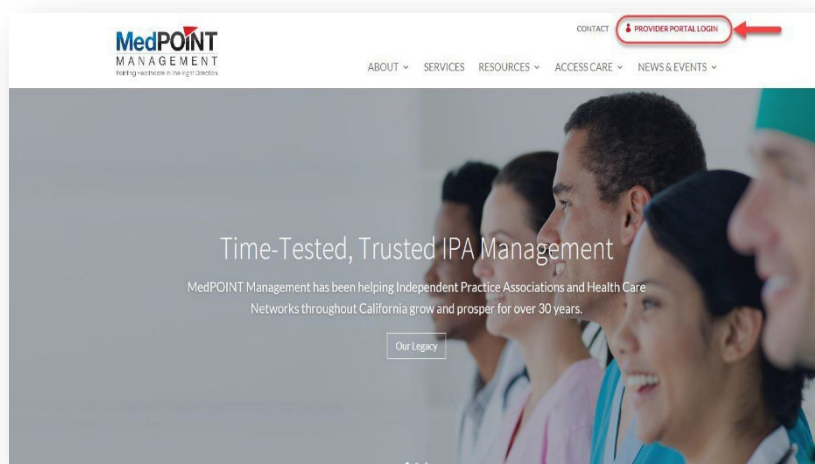 CONTACT
PROVIDER PORTAL LOGIN
MedPOINT
MANAGEMENT
Pointing Healthcare in the Right Direction
ABOUT
SERVICES
RESOURCES
ACCESS CARE
NEWS & EVENTS
Time-Tested, Trusted IPA Management
MedPOINT Management has been helping Independent Practice Associations and Health Care
Networks throughout California grow and prosper for over 30 years.
Our Legacy